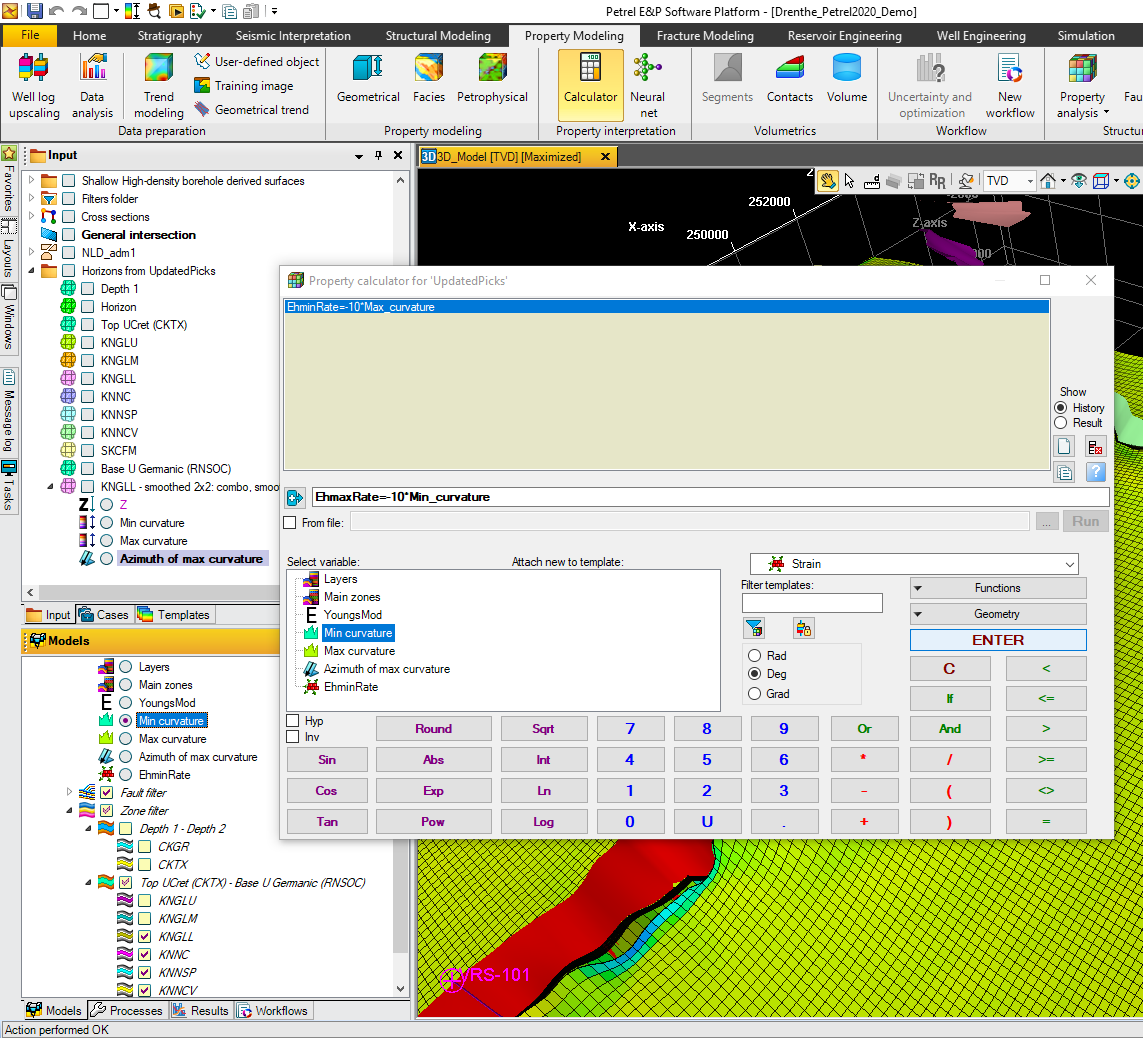 Petrel E&P Software Platform - [Drenthe_Petrel2020_Demo]
File Home Stratigraphy Seismic Interpretation Structural Modeling Property Modeling Fracture Modeling Reservoir Engineering Well Engineering Simulation
Well log upscaling
Data analysis
Trend modeling
User-defined object
Training image
Geometrical trend
Geometrical
Facies
Petrophysical
Calculator
Neural net
Segments
Contacts
Volume
Uncertainty and optimization
New workflow
Property analysis
Fau
Data preparation
Property modeling
Property interpretation
Volumetrics
Workflow
Structu
Favorites
Layouts
Windows
Message log
Tasks
Input
Shallow High-density borehole derived surfaces
Filters folder
Cross sections
General intersection
NLD_adm1
Horizons from UpdatedPicks
Depth 1
Horizon
Top UCret (CKTX)
KNGLU
KNGLM
KNGLL
KNNC
KNNSP
KNNCV
SKCFM
Base U Germanic (RNSOC)
KNGLL - smoothed 2x2: combo, smoo
Z
Min curvature
Max curvature
Azimuth of max curvature
Input Cases Templates
Models
Layers
Main zones
YoungsMod
Min curvature
Max curvature
Azimuth of max curvature
EhminRate
Fault filter
Zone filter
Depth 1 - Depth 2
CKGR
CKTX
Top UCret (CKTX) - Base U Germanic (RNSOC)
KNGLU
KNGLM
KNGLL
KNNC
KNNSP
KNNCV
Models Processes Results Workflows
Action performed OK
3D 3D_Model [TVD] [Maximized]
TVD
252000
X-axis
250000
Z-axis
Property calculator for 'UpdatedPicks'
EhminRate=-10*Max_curvature
Show
History
Result
EhmaxRate=-10*Min_curvature
From file:
... Run
Select variable:
Attach new to template:
Strain
Layers
Main zones
YoungsMod
Min curvature
Max curvature
Azimuth of max curvature
EhminRate
Filter templates:
Rad
Deg
Grad
Functions
Geometry
ENTER
C <
If <=
Hyp
Inv
Round Sqrt 7 8 9 Or And >
Sin Abs Int 4 5 6 * / >=
Cos Exp Ln 1 2 3 - ( <>
Tan Pow Log 0 U . + ) =
VRS-101